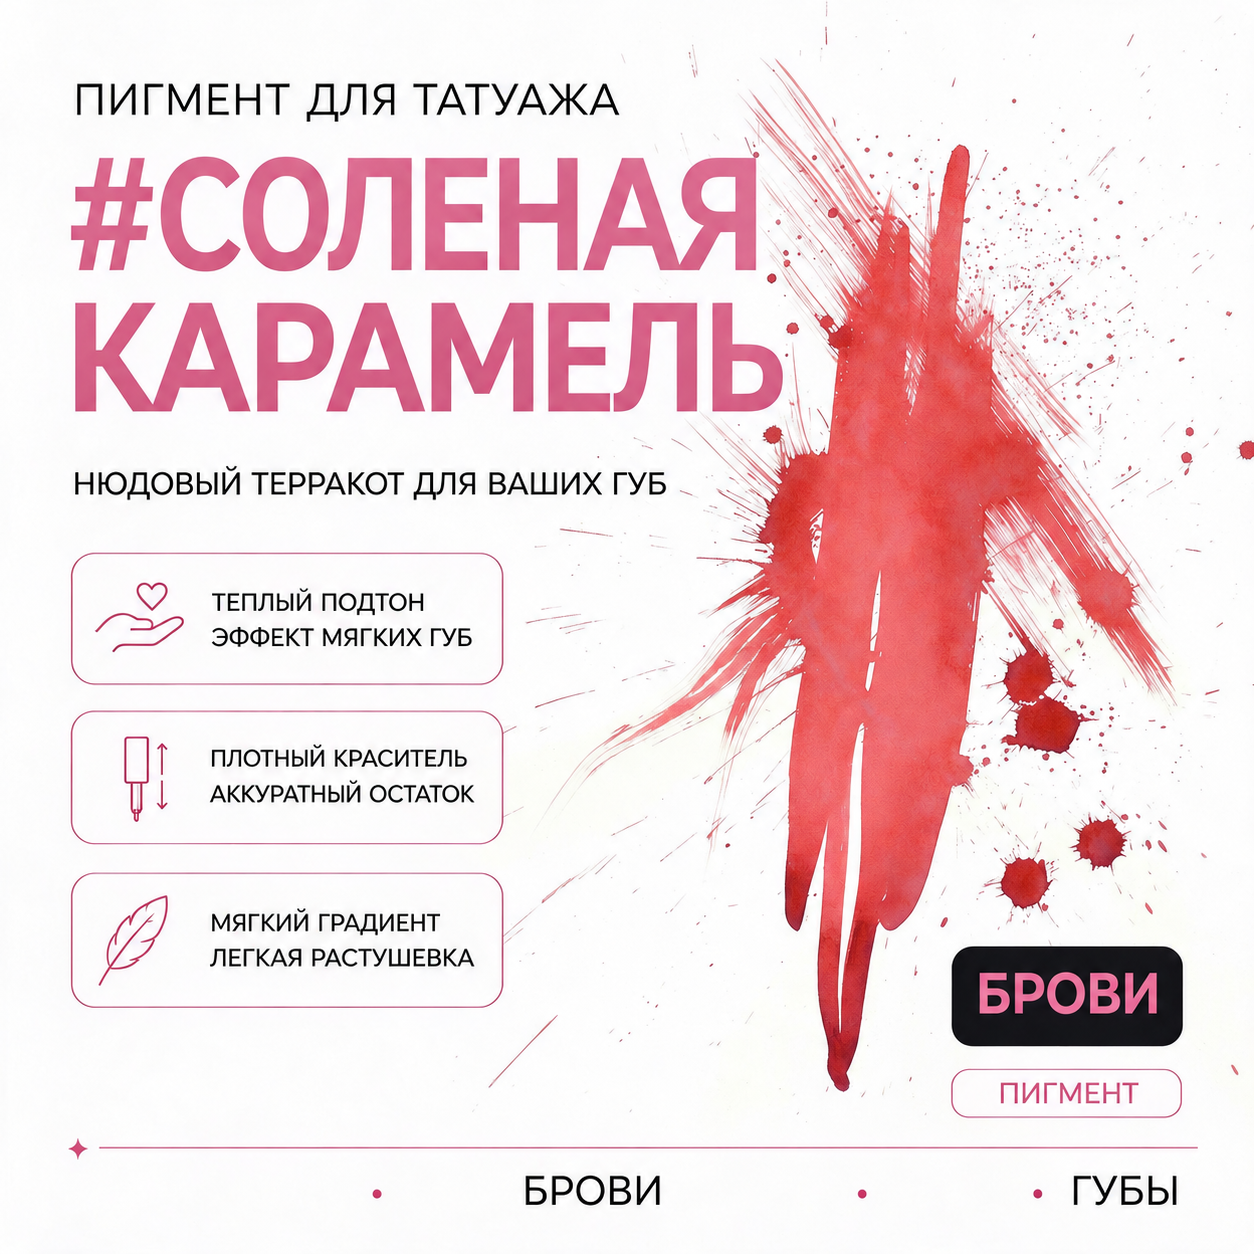 ПИГМЕНТ ДЛЯ ТАТУАЖА
#СОЛЕНАЯ
КАРАМЕЛЬ
НЮДОВЫЙ ТЕРРАКОТ ДЛЯ ВАШИХ ГУБ
ТЕПЛЫЙ ПОДТОН
ЭФФЕКТ МЯГКИХ ГУБ
ПЛОТНЫЙ КРАСИТЕЛЬ
АККУРАТНЫЙ ОСТАТОК
МЯГКИЙ ГРАДИЕНТ
ЛЕГКАЯ РАСТУШЕВКА
БРОВИ
ПИГМЕНТ
• БРОВИ • • ГУБЫ